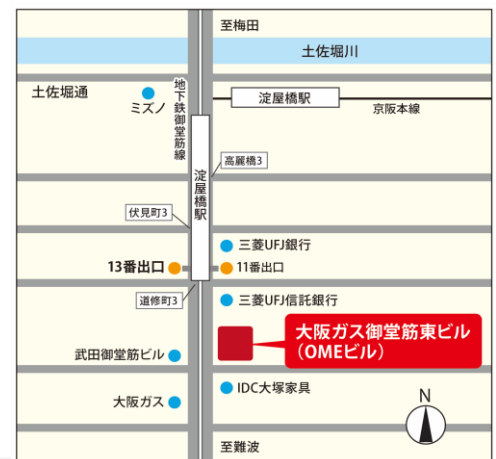 至梅田
土佐堀川
土佐堀通
ミズノ
地下鉄御堂筋線
淀屋橋駅
京阪本線
高麗橋3
淀屋橋駅
伏見町3
三菱UFJ銀行
13番出口
11番出口
道修町3
三菱UFJ信託銀行
大阪ガス御堂筋東ビル
(OMEビル)
武田御堂筋ビル
IDC大塚家具
大阪ガス
N
至難波